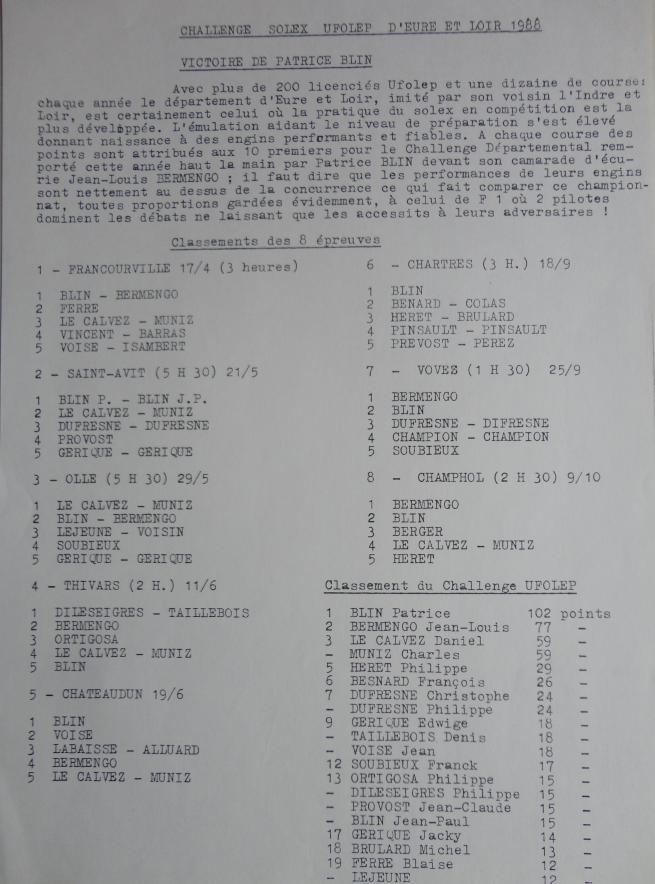 CHALLENGE SOLEX UFOLEP D'EURE ET LOIR 1988
VICTOIRE DE PATRICE BLIN
Avec plus de 200 licenciés Ufolep et une dizaine de courses
chaque année le département d'Eure et Loir, imité par son voisin l'Indre et
Loir, est certainement celui où la pratique du solex en compétition est la
plus développée. L'émulation aidant le niveau de préparation s'est élevé
donnant naissance à des engins performants et fiables. A chaque course des
points sont attribués aux 10 premiers pour le Challenge Départemental rem-
porté cette année haut la main par Patrice BLIN devant son camarade d'écu-
rie Jean-Louis BERMENGO ; il faut dire que les performances de leurs engins
sont nettement au dessus de la concurrence ce qui fait comparer ce champion-
nat, toutes proportions gardées évidemment, à celui de F 1 où 2 pilotes
dominent les débats ne laissant que les accessits à leurs adversaires !
Classements des 8 épreuves
1 - FRANCOURVILLE 17/4 (3 heures)
1 BLIN - BERMENGO
2 FERRE
3 LE CALVEZ - MUNIZ
4 VINCENT - BARRAS
5 VOISE - ISAMBERT
2 - SAINT-AVIT (5 H 30) 21/5
1 BLIN P. - BLIN J.P.
2 LE CALVEZ - MUNIZ
3 DUFRESNE - DUFRESNE
4 PROVOST
5 GERIQUE - GERIQUE
3 - OLLE (5 H 30) 29/5
1 LE CALVEZ - MUNIZ
2 BLIN - BERMENGO
3 LEJEUNE - VOISIN
4 SOUBIEUX
5 GERIQUE - GERIQUE
4 - THIVARS (2 H.) 11/6
1 DILESEIGRES - TAILLEBOIS
2 BERMENGO
3 ORTIGOSA
4 LE CALVEZ - MUNIZ
5 BLIN
5 - CHATEAUDUN 19/6
1 BLIN
2 VOISE
3 LABAISSE - ALLUARD
4 BERMENGO
5 LE CALVEZ - MUNIZ
6 - CHARTRES (3 H.) 18/9
1 BLIN
2 BENARD - COLAS
3 HERET - BRULARD
4 PINSAULT - PINSAULT
5 PREVOST - PEREZ
7 - VOVES (1 H 30) 25/9
1 BERMENGO
2 BLIN
3 DUFRESNE - DIFRESNE
4 CHAMPION - CHAMPION
5 SOUBIEUX
8 - CHAMPHOL (2 H 30) 9/10
1 BERMENGO
2 BLIN
3 BERGER
4 LE CALVEZ - MUNIZ
5 HERET
Classement du Challenge UFOLEP
1 BLIN Patrice 102 points
2 BERMENGO Jean-Louis 77 -
3 LE CALVEZ Daniel 59 -
- MUNIZ Charles 59 -
5 HERET Philippe 29 -
6 BESNARD François 26 -
7 DUFRESNE Christophe 24 -
- DUFRESNE Philippe 24 -
9 GERIQUE Edwige 18 -
- TAILLEBOIS Denis 18 -
- VOISE Jean 18 -
12 SOUBIEUX Franck 17 -
13 ORTIGOSA Philippe 15 -
- DILESEIGRES Philippe 15 -
- PROVOST Jean-Claude 15 -
- BLIN Jean-Paul 15 -
17 GERIQUE Jacky 14 -
18 BRULARD Michel 13 -
19 FERRE Blaise 12 -
- LEJEUNE 12 -